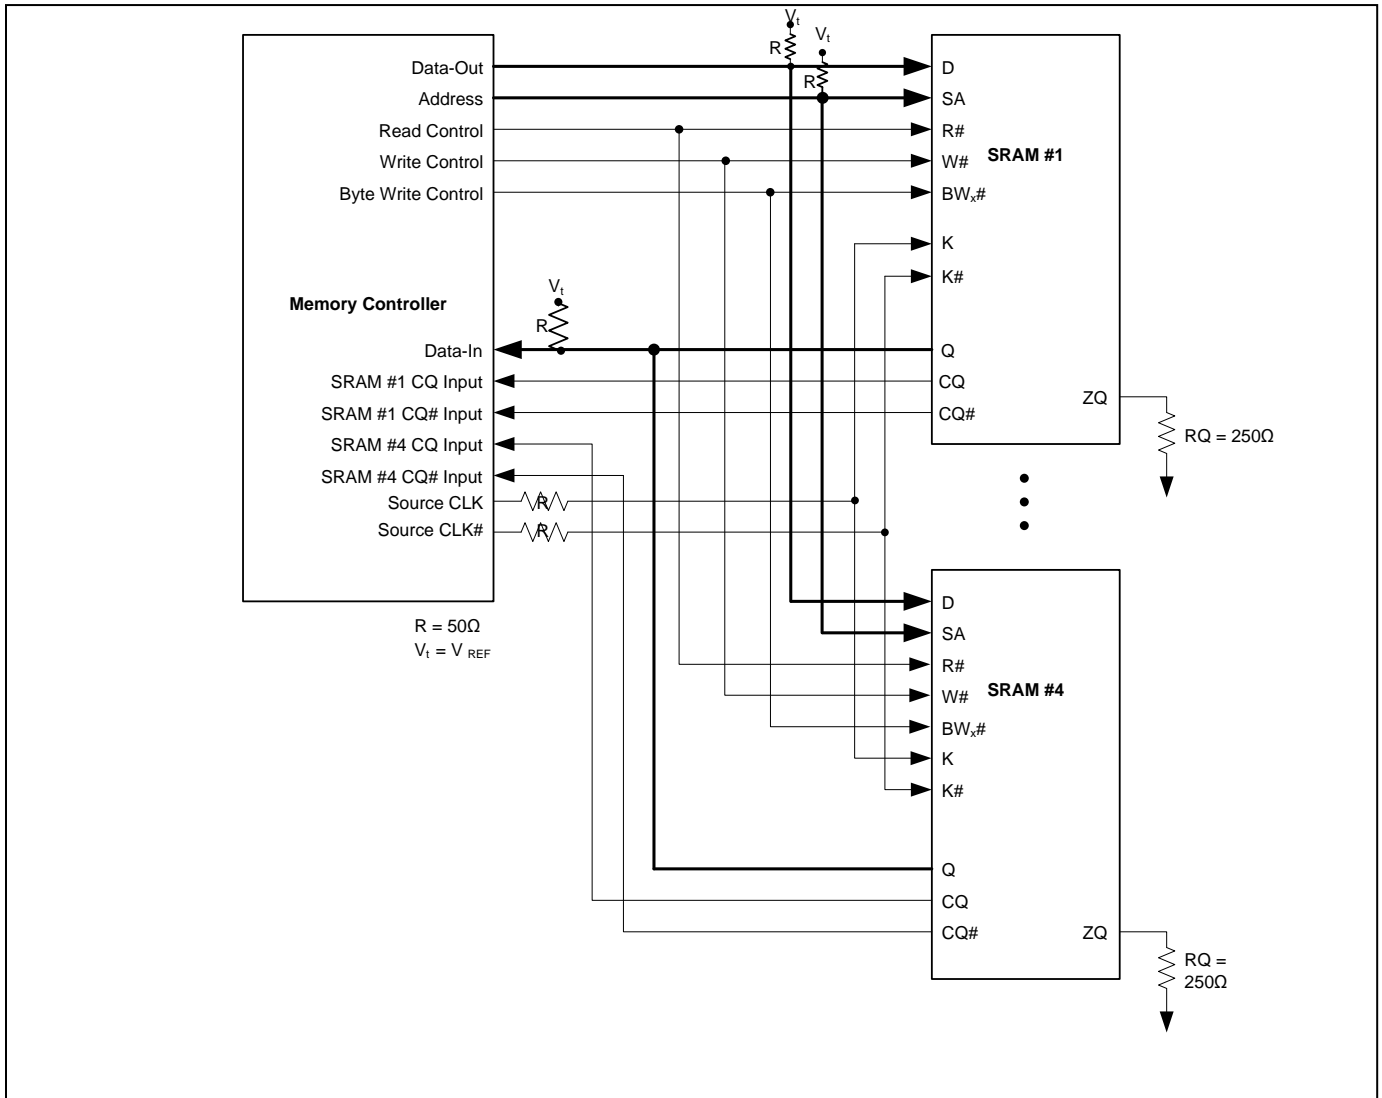 Vt
Vt
R
R
Data-Out
Address
Read Control
Write Control
Byte Write Control
Memory Controller
Vt
R
Data-In
SRAM #1 CQ Input
SRAM #1 CQ# Input
SRAM #4 CQ Input
SRAM #4 CQ# Input
Source CLK
R
Source CLK#
R
R = 50Ω
Vt = V REF
D
SA
R#
SRAM #1
W#
BWx#
K
K#
Q
CQ
ZQ
CQ#
RQ = 250Ω
D
SA
R#
SRAM #4
W#
BWx#
K
K#
Q
CQ
CQ#
ZQ
RQ =
250Ω